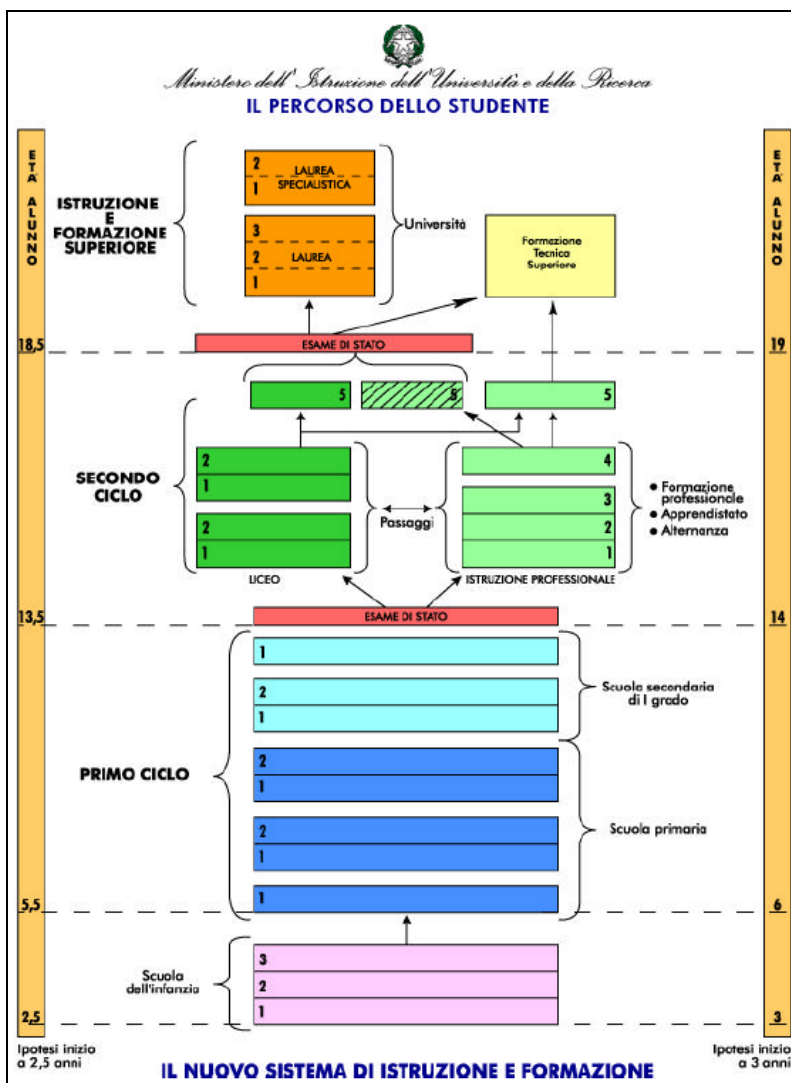 Ministero dell'Istruzione dell'Università e della Ricerca
IL PERCORSO DELLO STUDENTE
ETÀ ALUNNO
ETÀ ALUNNO
ISTRUZIONE
E
FORMAZIONE
SUPERIORE
2
LAUREA
SPECIALISTICA
1
3
2
LAUREA
1
Università
Formazione
Tecnica
Superiore
18,5
ESAME DI STATO
19
5
5
5
SECONDO
CICLO
2
1
2
1
LICEO
Passaggi
4
3
2
1
ISTRUZIONE PROFESSIONALE
• Formazione
professionale
• Apprendistato
• Alternanza
13,5
ESAME DI STATO
14
PRIMO CICLO
1
2
1
Scuola secondaria
di I grado
2
1
2
1
1
Scuola primaria
5,5
6
Scuola
dell'infanzia
3
2
1
2,5
3
Ipotesi inizio
a 2,5 anni
Ipotesi inizio
a 3 anni
IL NUOVO SISTEMA DI ISTRUZIONE E FORMAZIONE